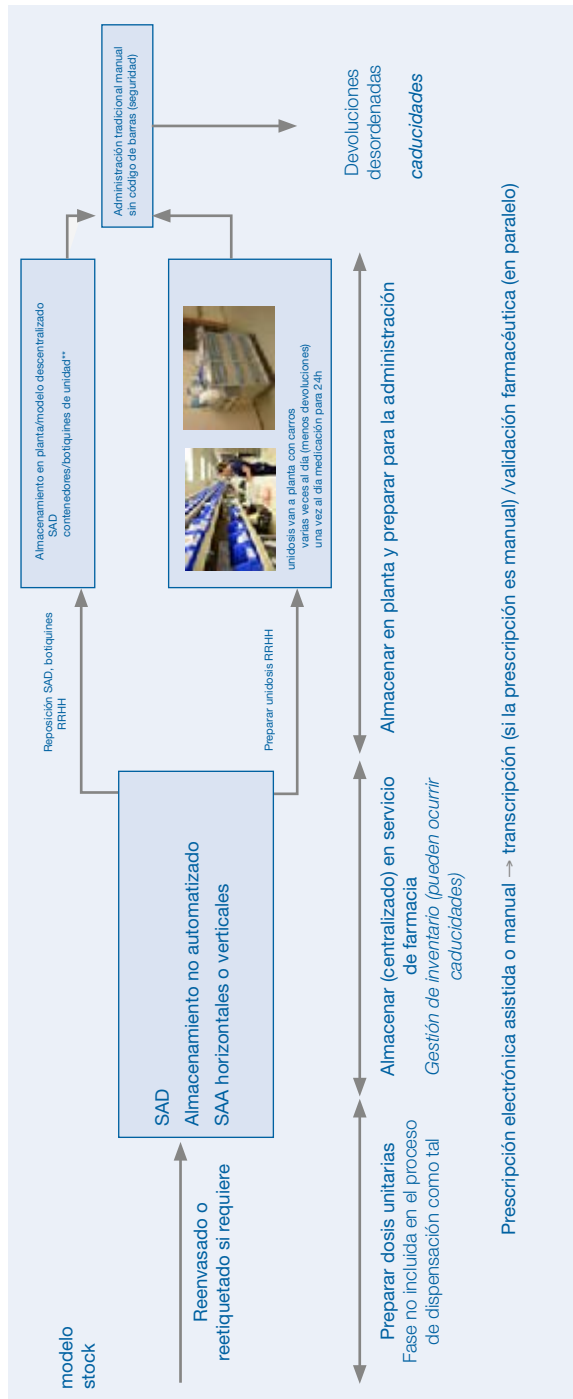 modelo
stock
Reenvasado o
reetiquetado si requiere
SAD
Almacenamiento no automatizado
SAA horizontales o verticales
Reposición SAD, botiquines
RRHH
Preparar unidosis RRHH
Almacenamiento en planta/modelo descentralizado
SAD
contenedores/botiquines de unidad**
unidosis van a planta con carros
varias veces al día (menos devoluciones)
una vez al día medicación para 24h
Administración tradicional manual
sin código de barras (seguridad)
Devoluciones
desordenadas
caducidades
Preparar dosis unitarias
Fase no incluida en el proceso
de dispensación como tal
Almacenar (centralizado) en servicio
de farmacia
Gestión de inventario (pueden ocurrir
caducidades)
Almacenar en planta y preparar para la administración
Prescripción electrónica asistida o manual → transcripción (si la prescripción es manual) /validación farmacéutica (en paralelo)